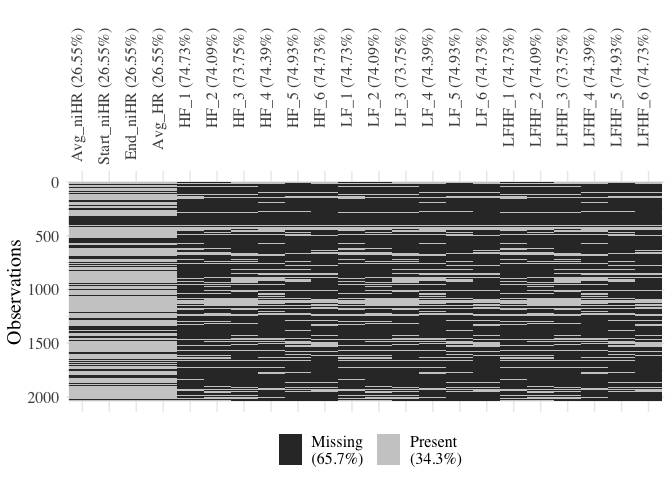 Avg_niHR (26.55%)
Start_niHR (26.55%)
End_niHR (26.55%)
Avg_HR (26.55%)
HF_1 (74.73%)
HF_2 (74.09%)
HF_3 (73.75%)
HF_4 (74.39%)
HF_5 (74.93%)
HF_6 (74.73%)
LF_1 (74.73%)
LF_2 (74.09%)
LF_3 (73.75%)
LF_4 (74.39%)
LF_5 (74.93%)
LF_6 (74.73%)
LFHF_1 (74.73%)
LFHF_2 (74.09%)
LFHF_3 (73.75%)
LFHF_4 (74.39%)
LFHF_5 (74.93%)
LFHF_6 (74.73%)
Observations
0
500
1000
1500
2000
Missing
(65.7%)
Present
(34.3%)